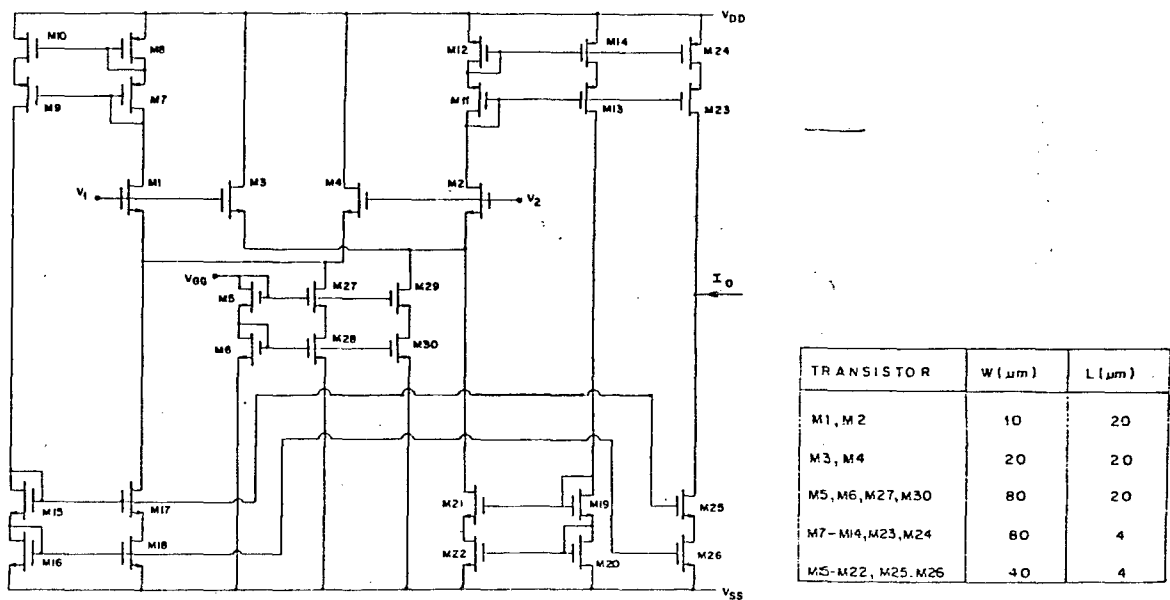 VDD
M10
M8
M12
M14
M24
M9
M7
M11
M13
M23
M1
M3
M4
M2
V1
V2
VGG
M27
M29
M5
I0
M6
M28
M30
M21
M19
M15
M17
M25
M22
M20
M16
M18
M26
VSS
TRANSISTOR W(μm) L(μm)
M1,M2 10 20
M3,M4 20 20
M5,M6,M27,M30 80 20
M7-M14,M23,M24 80 4
M15-M22, M25.M26 40 4